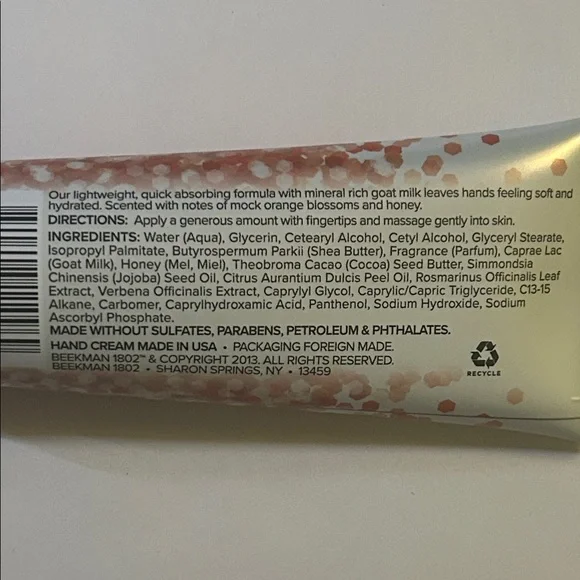 Our lightweight, quick absorbing formula with mineral rich goat milk leaves hands feeling soft and
hydrated. Scented with notes of mock orange blossoms and honey.
DIRECTIONS: Apply a generous amount with fingertips and massage gently into skin.
INGREDIENTS: Water (Aqua), Glycerin, Cetearyl Alcohol, Cetyl Alcohol, Glyceryl Stearate,
Isopropyl Palmitate, Butyrospermum Parkii (Shea Butter), Fragrance (Parfum), Caprae Lac
(Goat Milk), Honey (Mel, Miel), Theobroma Cacao (Cocoa) Seed Butter, Simmondsia
Chinensis (Jojoba) Seed Oil, Citrus Aurantium Dulcis Peel Oil, Rosmarinus Officinalis Leaf
Extract, Verbena Officinalis Extract, Caprylyl Glycol, Caprylic/Capric Triglyceride, C13-15
Alkane, Carbomer, Caprylhydroxamic Acid, Panthenol, Sodium Hydroxide, Sodium
Ascorbyl Phosphate.
MADE WITHOUT SULFATES, PARABENS, PETROLEUM & PHTHALATES.
HAND CREAM MADE IN USA • PACKAGING FOREIGN MADE.
BEEKMAN 1802™ & COPYRIGHT 2013. ALL RIGHTS RESERVED.
BEEKMAN 1802 • SHARON SPRINGS, NY • 13459
RECYCLE